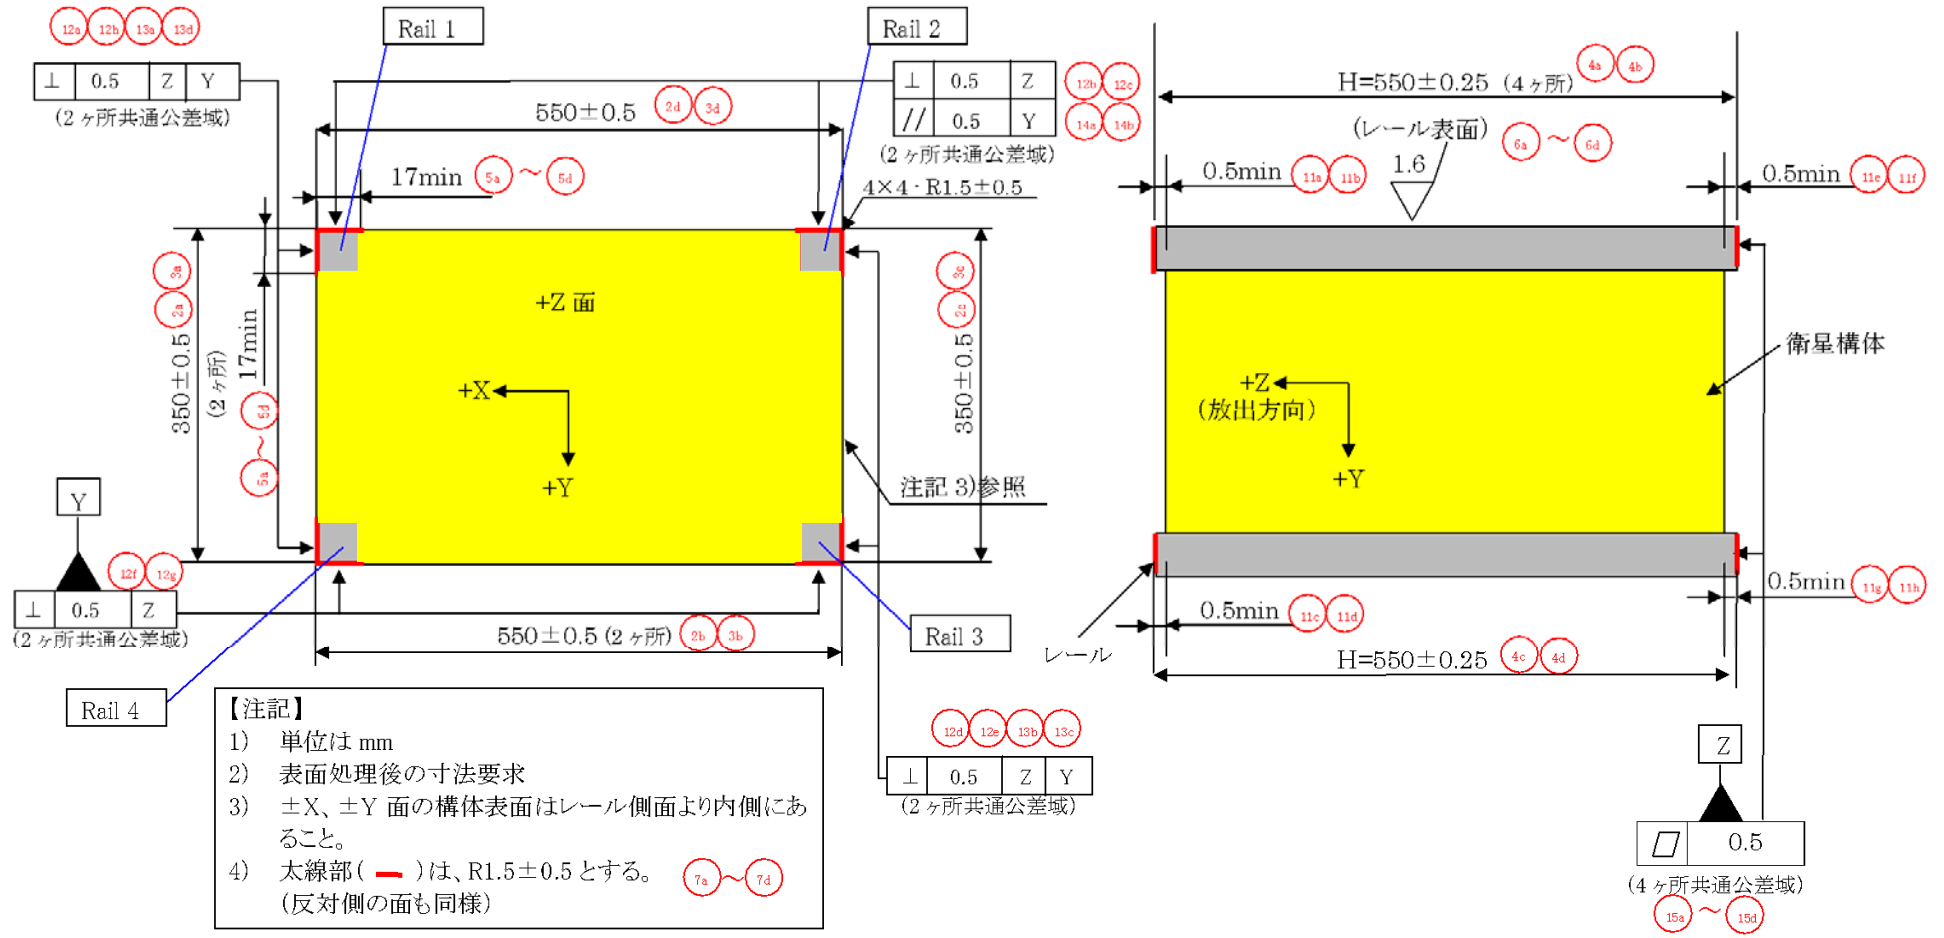 12a 12h 13a 13d
Rail 1
Rail 2
⊥ 0.5 Z Y
(2ヶ所共通公差域)
550±0.5 2d 3d
⊥ 0.5 Z 12b 12c
// 0.5 Y 14a 14b
(2ヶ所共通公差域)
17min 5a ～ 5d
4×4-R1.5±0.5
H=550±0.25 (4ヶ所) 4a 4b
(レール表面) 6a ～ 6d
1.6
0.5min 11a 11b
0.5min 11e 11f
350±0.5 2a 3a
(2ヶ所)
17min
5a ～ 5d
+Z 面
+X
+Y
350±0.5 2c 3c
注記 3)参照
+Z
(放出方向)
+Y
衛星構体
Y
12f 12g
⊥ 0.5 Z
(2ヶ所共通公差域)
550±0.5 (2ヶ所) 2b 3b
Rail 3
Rail 4
レール
0.5min 11c 11d
0.5min 11g 11h
H=550±0.25 4c 4d
【注記】
1) 単位は mm
2) 表面処理後の寸法要求
3) ±X、±Y 面の構体表面はレール側面より内側にあ
ること。
4) 太線部( )は、R1.5±0.5 とする。 7a ～ 7d
(反対側の面も同様)
12d 12e 13b 13c
⊥ 0.5 Z Y
(2ヶ所共通公差域)
Z
0.5
(4ヶ所共通公差域)
15a ～ 15d